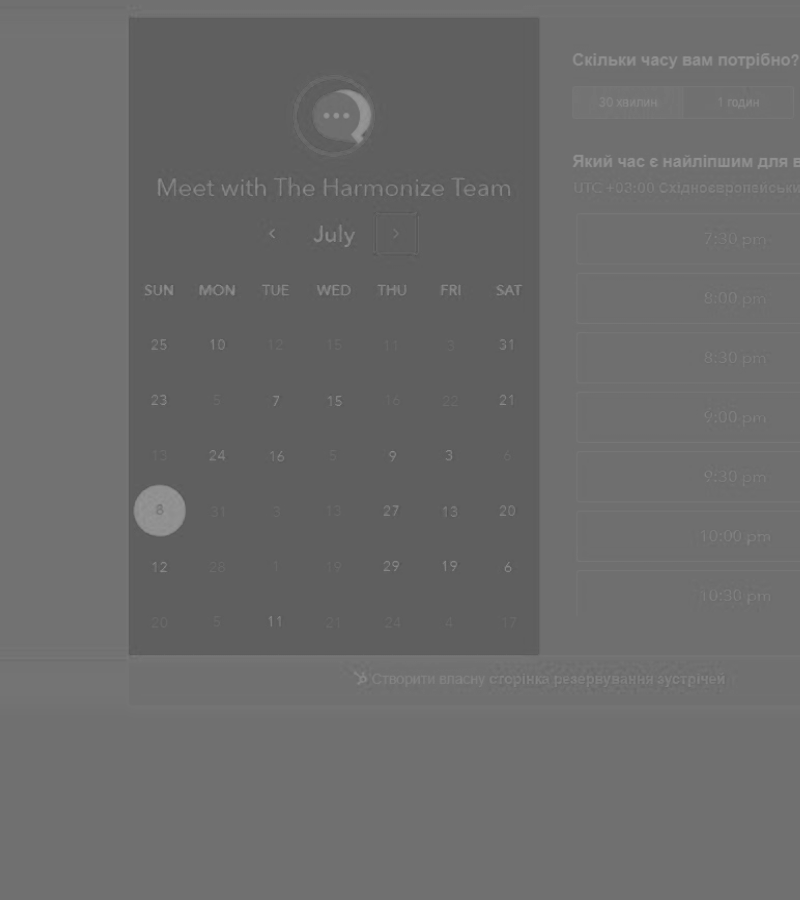 Meet with The Harmonize Team
July
SUN MON TUE WED THU FRI SAT
25 10 12 15 11 3 31
23 5 7 15 16 22 21
13 24 16 5 9 3 6
8 31 3 13 27 13 20
12 28 1 19 29 19 6
20 5 11 21 24 4 17
Скільки часу вам потрібно?
30 хвилин 1 годин
Який час є найліпшим для в
UTC +03:00 Східноєвропейськи
7:30 pm
8:00 pm
8:30 pm
9:00 pm
9:30 pm
10:00 pm
10:30 pm
Створити власну сторінка резервування зустрічей